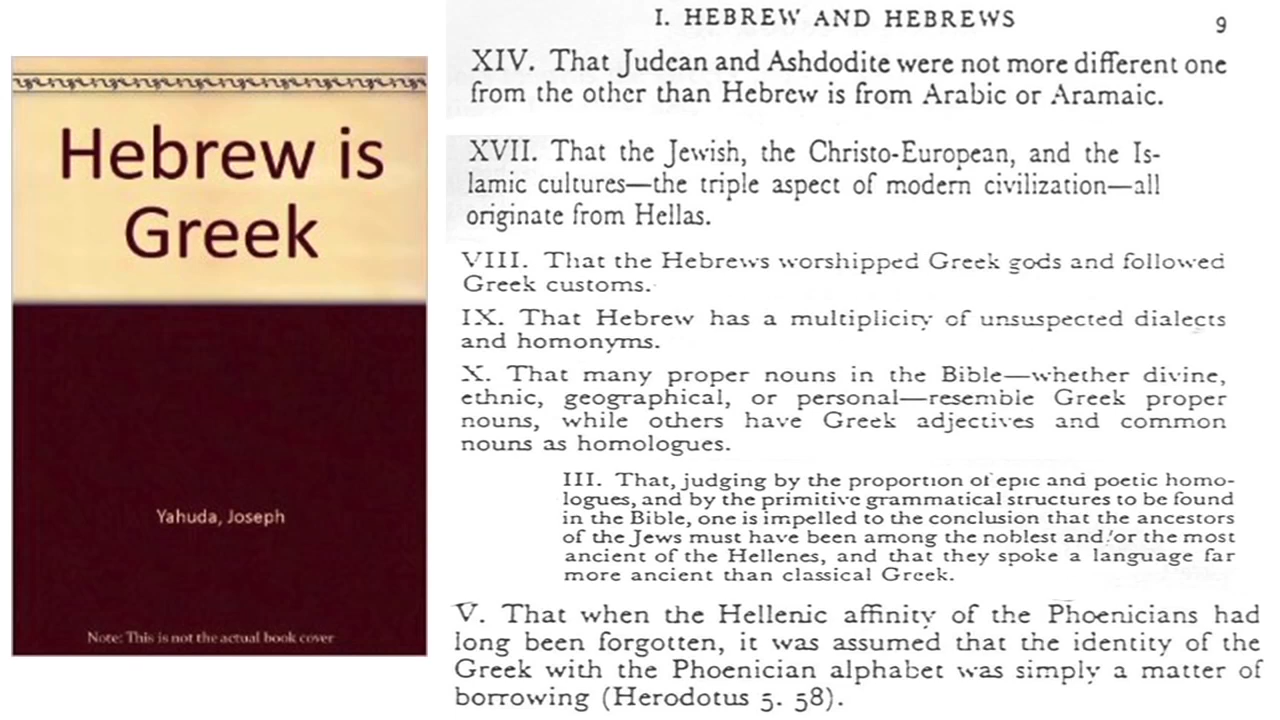 Hebrew is
Greek
Yahuda, Joseph
Note: This is not the actual book cover
I. HEBREW AND HEBREWS 9
XIV. That Judean and Ashdodite were not more different one
from the other than Hebrew is from Arabic or Aramaic.
XVII. That the Jewish, the Christo-European, and the Is-
lamic cultures—the triple aspect of modern civilization—all
originate from Hellas.
VIII. That the Hebrews worshipped Greek gods and followed
Greek customs.
IX. That Hebrew has a multiplicity of unsuspected dialects
and homonyms.
X. That many proper nouns in the Bible—whether divine,
ethnic, geographical, or personal—resemble Greek proper
nouns, while others have Greek adjectives and common
nouns as homologues.
III. That, judging by the proportion of epic and poetic homo-
logues, and by the primitive grammatical structures to be found
in the Bible, one is impelled to the conclusion that the ancestors
of the Jews must have been among the noblest and/or the most
ancient of the Hellenes, and that they spoke a language far
more ancient than classical Greek.
V. That when the Hellenic affinity of the Phoenicians had
long been forgotten, it was assumed that the identity of the
Greek with the Phoenician alphabet was simply a matter of
borrowing (Herodotus 5. 58).